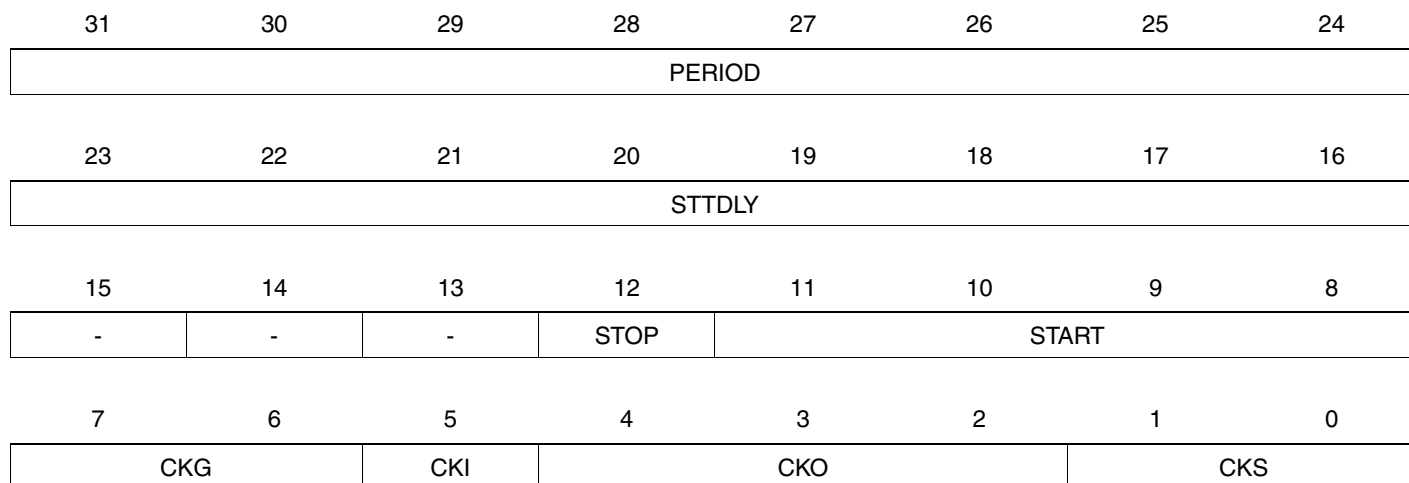 31 30 29 28 27 26 25 24
PERIOD
23 22 21 20 19 18 17 16
STTDLY
15 14 13 12 11 10 9 8
- - - STOP START
7 6 5 4 3 2 1 0
CKG CKI CKO CKS